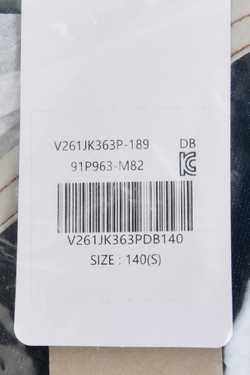 V261JK363P-189 DB
91P963-M82
V261JK363PDB140
SIZE : 140(S)